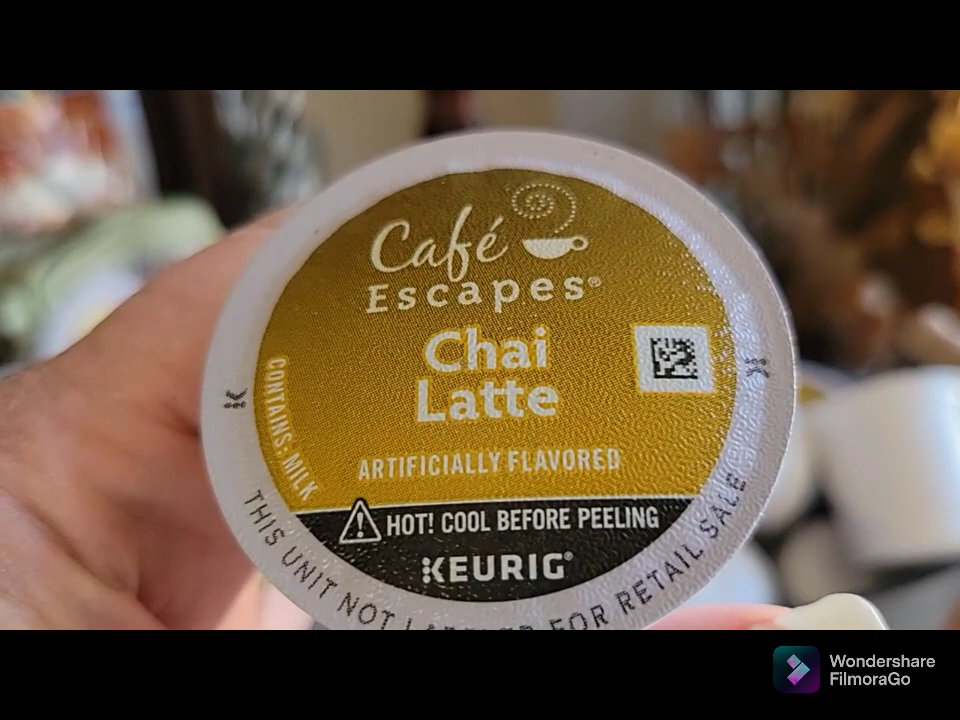 Café
Escapes®
Chai
Latte
CONTAINS: MILK
ARTIFICIALLY FLAVORED
HOT! COOL BEFORE PEELING
KEURIG®
THIS UNIT NOT LABELED FOR RETAIL SALE
Wondershare
FilmoraGo